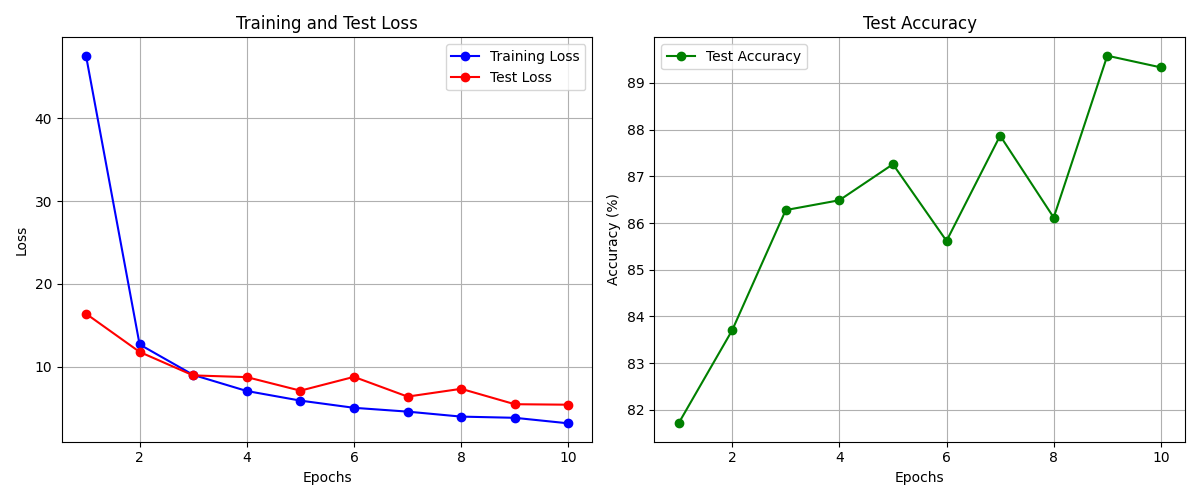 Training and Test Loss
Training Loss
Test Loss
40
30
20
10
Loss
2
4
6
8
10
Epochs
Test Accuracy
Test Accuracy
89
88
87
86
85
84
83
82
Accuracy (%)
2
4
6
8
10
Epochs